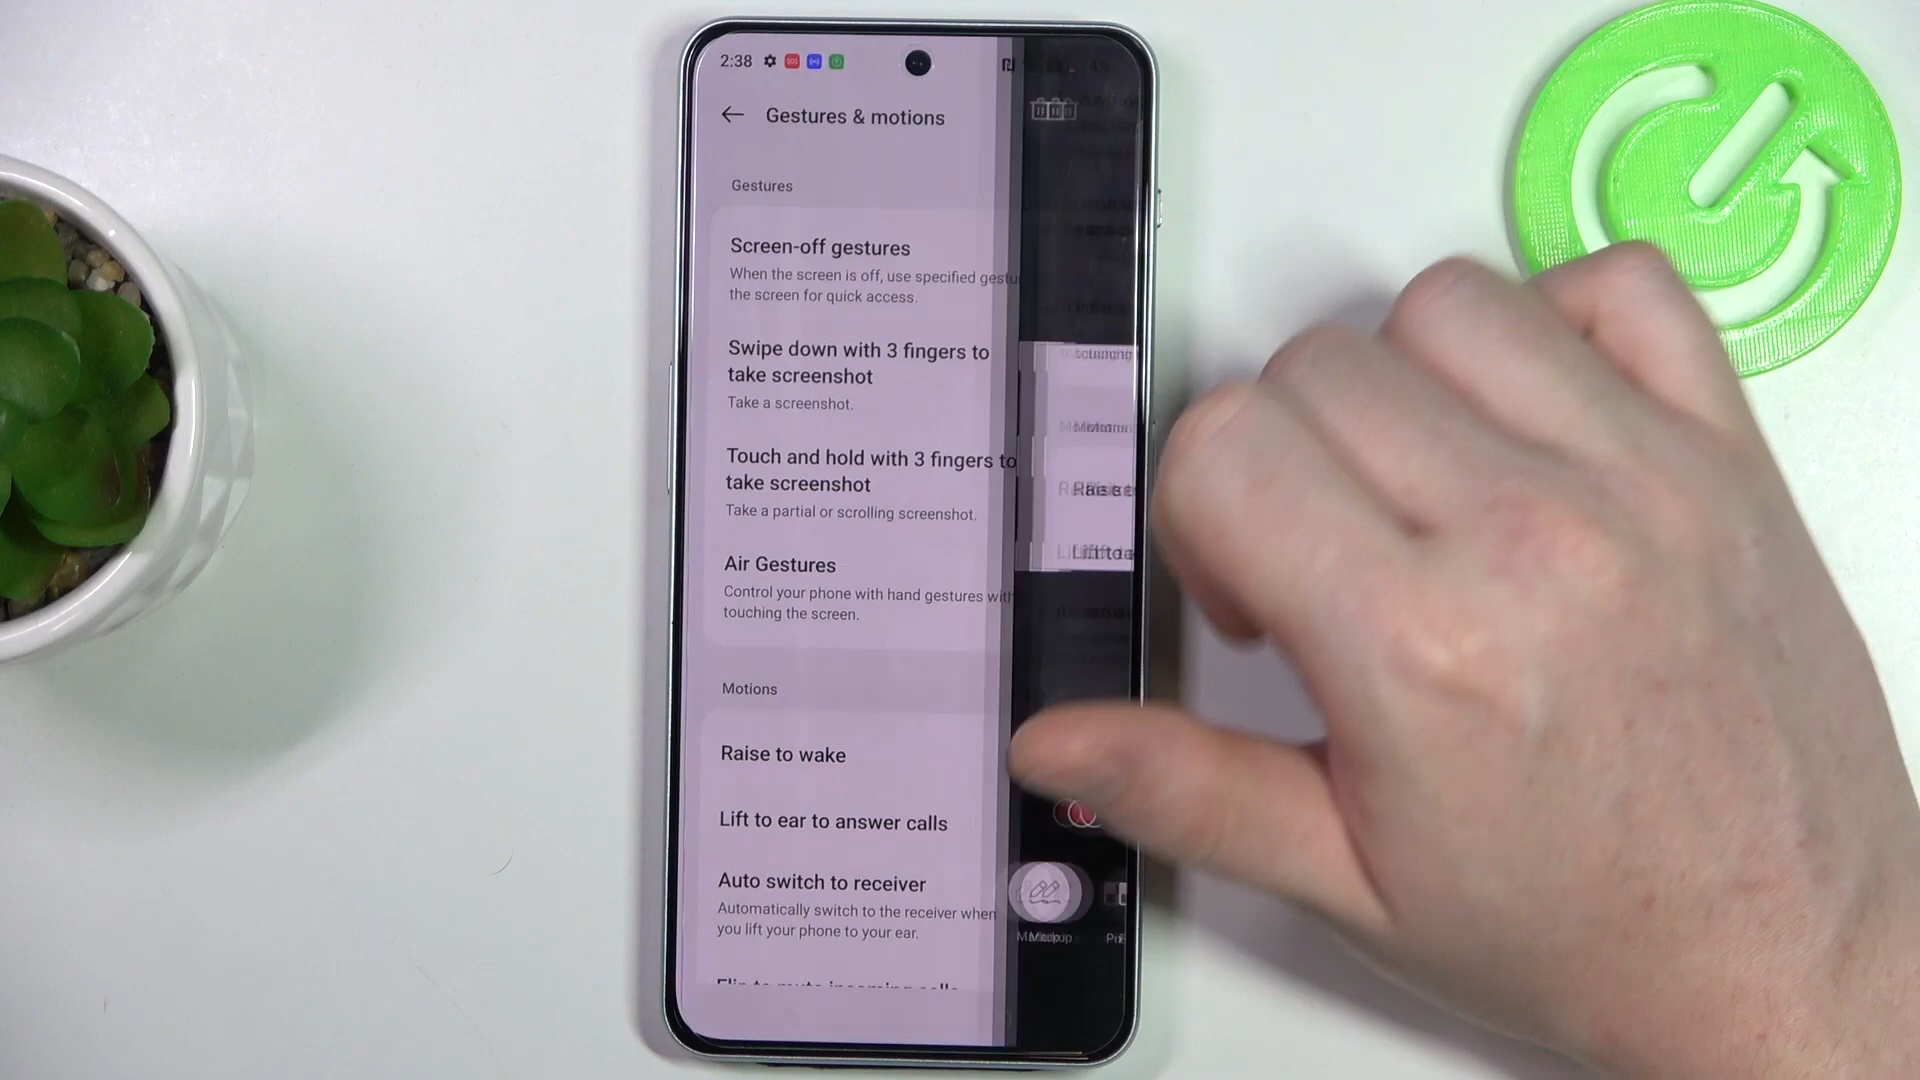 2:38
Gestures & motions
Gestures
Screen-off gestures
When the screen is off, use specified
the screen for quick access.
Swipe down with 3 fingers to
take screenshot
Take a screenshot.
Touch and hold with 3 fingers to
take screenshot
Take a partial or scrolling screenshot.
Air Gestures
Control your phone with hand gestures
touching the screen.
Motions
Raise to wake
Lift to ear to answer calls
Auto switch to receiver
Automatically switch to the receiver when
you lift your phone to your ear.